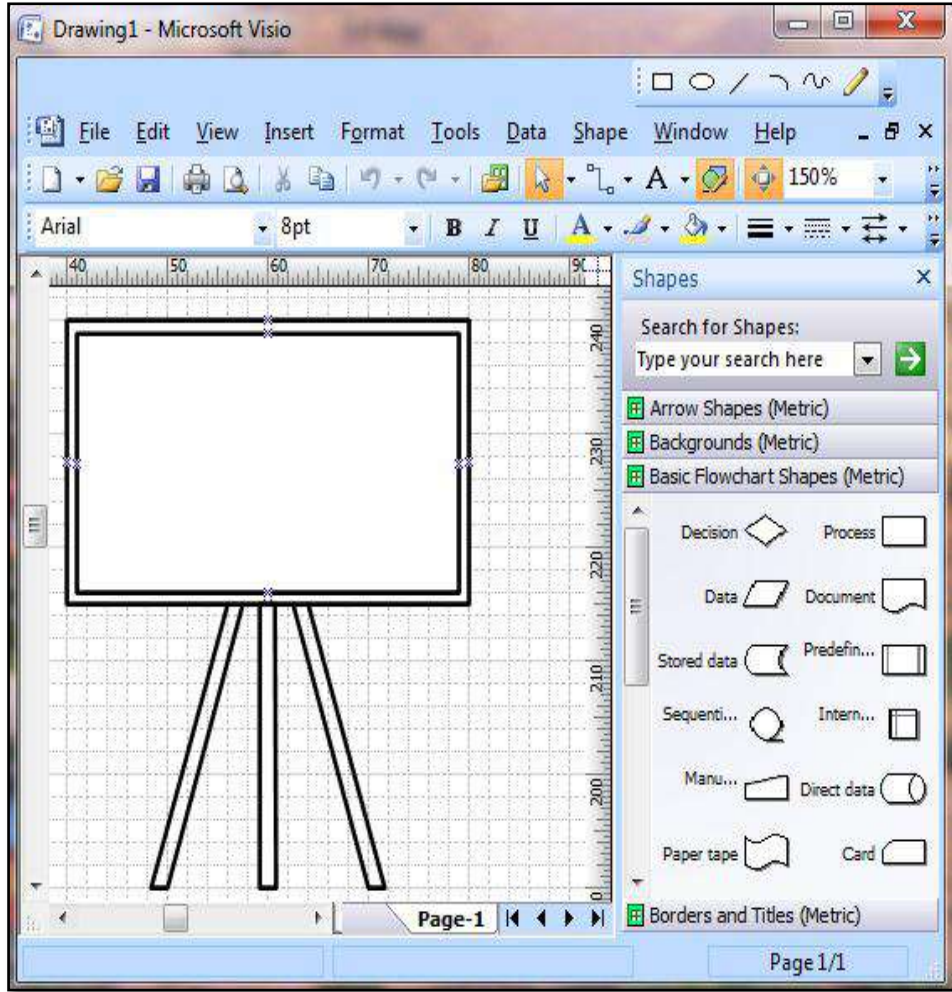 Drawing1 - Microsoft Visio
File Edit View Insert Format Tools Data Shape Window Help
A 150%
Arial 8pt B I U A
40 50 60 70 80 9
Shapes
Search for Shapes:
Type your search here
Arrow Shapes (Metric)
Backgrounds (Metric)
Basic Flowchart Shapes (Metric)
Decision Process
Data Document
Stored data Predefin...
Sequenti... Intern...
Manu... Direct data
Paper tape Card
Borders and Titles (Metric)
240
230
220
210
200
Page-1
Page 1/1